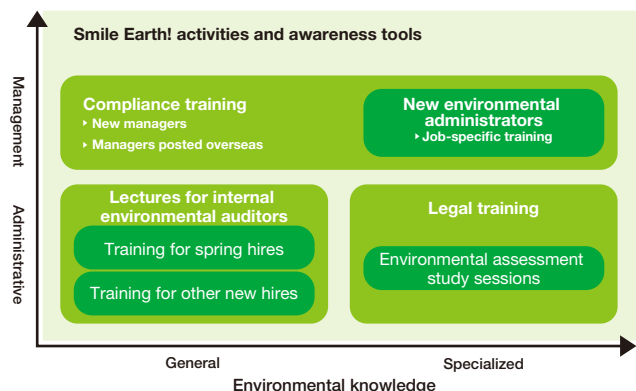 Smile Earth! activities and awareness tools
Management
Compliance training
▸ New managers
▸ Managers posted overseas
New environmental
administrators
▸ Job-specific training
Administrative
Lectures for internal
environmental auditors
Training for spring hires
Training for other new hires
Legal training
Environmental assessment
study sessions
General
Specialized
Environmental knowledge